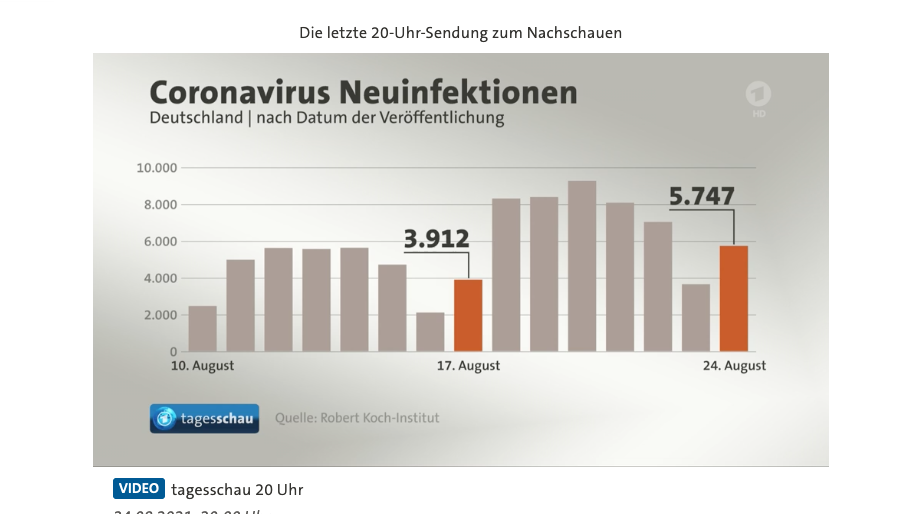 Die letzte 20-Uhr-Sendung zum Nachschauen
Coronavirus Neuinfektionen
Deutschland | nach Datum der Veröffentlichung
HD
10.000
8.000
6.000
4.000
2.000
0
3.912
5.747
10. August
17. August
24. August
tagesschau
Quelle: Robert Koch-Institut
VIDEO tagesschau 20 Uhr